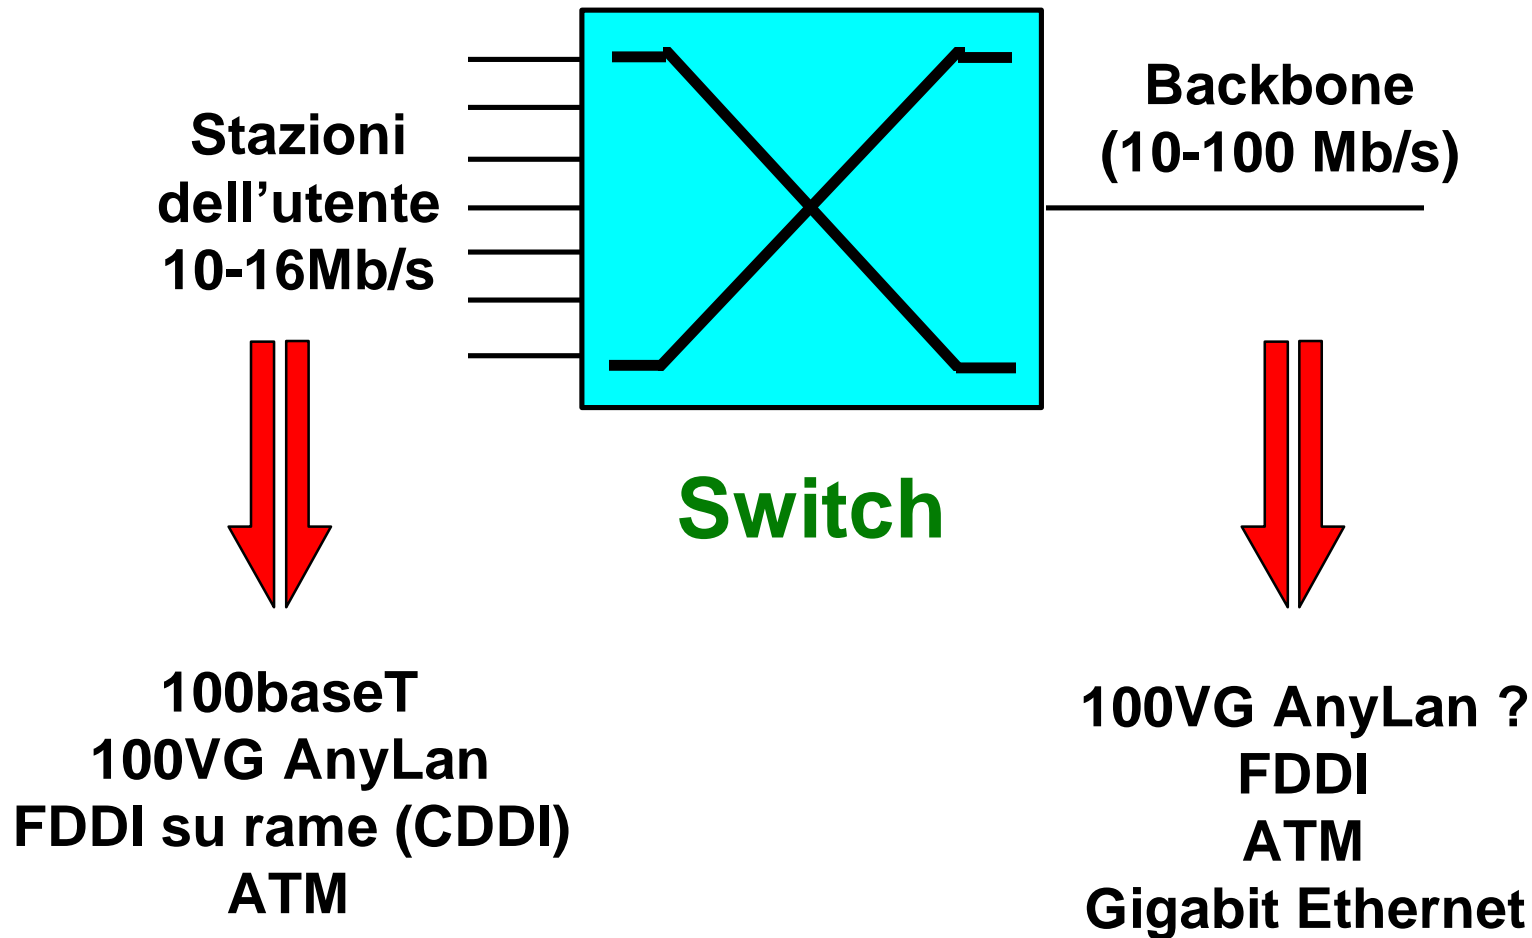 Stazioni
dell’utente
10-16Mb/s
Backbone
(10-100 Mb/s)
Switch
100baseT
100VG AnyLan
FDDI su rame (CDDI)
ATM
100VG AnyLan ?
FDDI
ATM
Gigabit Ethernet